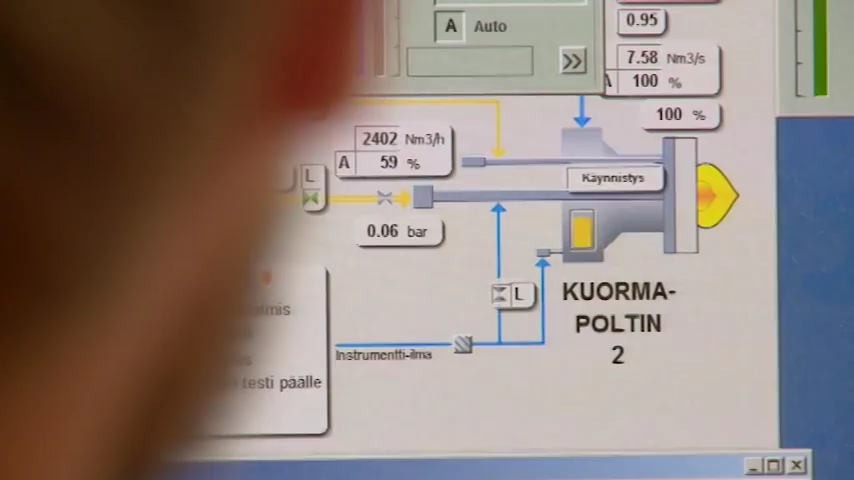 A Auto
>>
0.95
7.58 Nm3/s
A 100 %
100 %
2402 Nm3/h
A 59 %
L
Käynnistys
0.06 bar
L
KUORMA-
POLTIN
2
Instrumentti-ilma
testi päälle